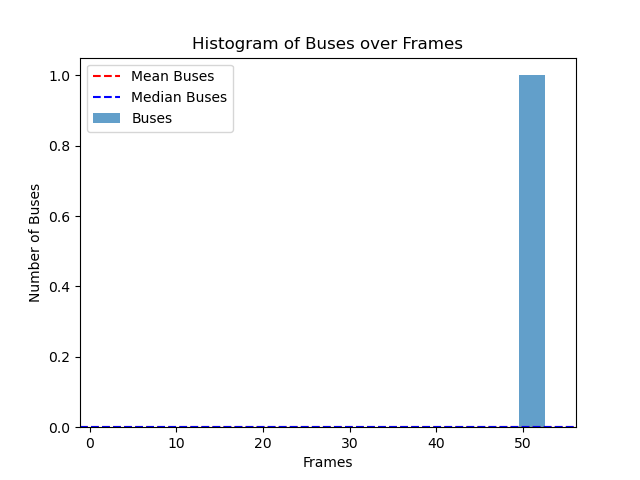 Histogram of Buses over Frames
Mean Buses
Median Buses
Buses
1.0
0.8
0.6
0.4
0.2
0.0
Number of Buses
0 10 20 30 40 50
Frames